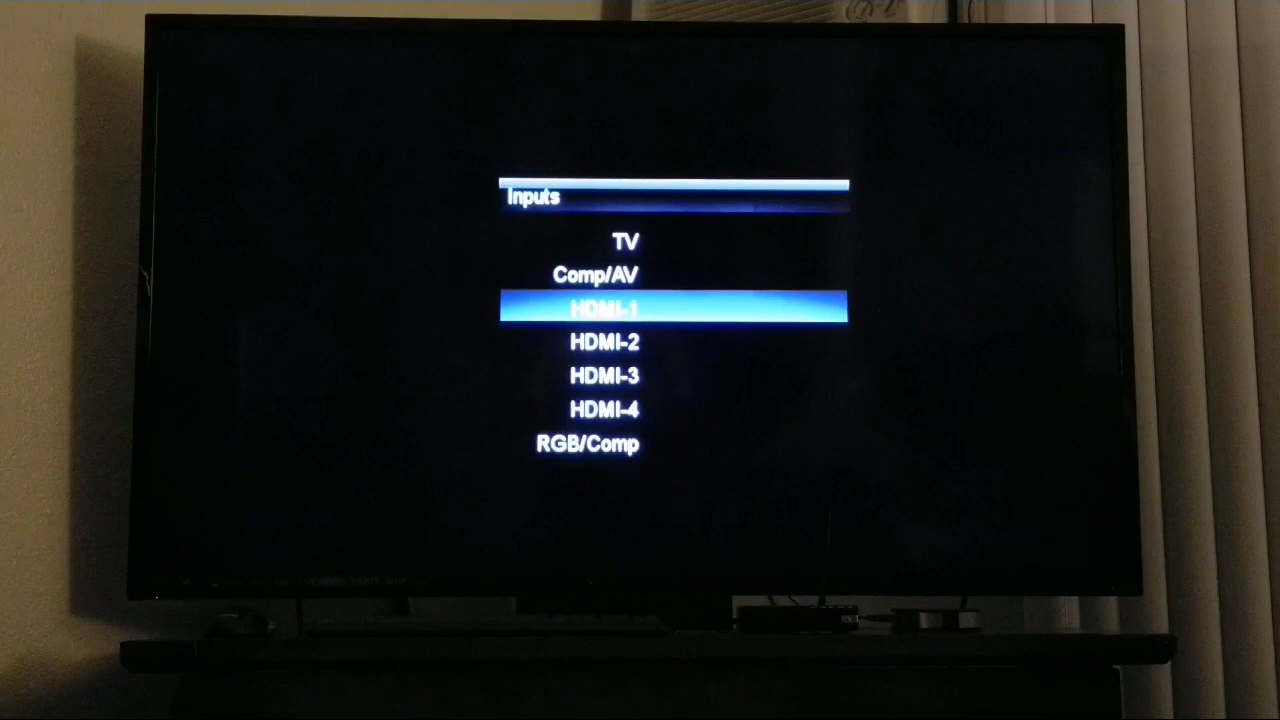 Inputs
TV
Comp/AV
HDMI-1
HDMI-2
HDMI-3
HDMI-4
RGB/Comp